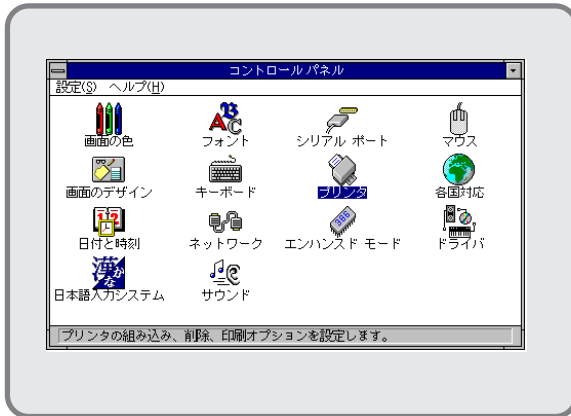 コントロールパネル
設定(S) ヘルプ(H)
画面の色 フォント シリアル ポート マウス
画面のデザイン キーボード プリンタ 各国対応
12
386
日付と時刻 ネットワーク エンハンスド モード ドライバ
漢かな
日本語入力システム サウンド
プリンタの組み込み、削除、印刷オプションを設定します。